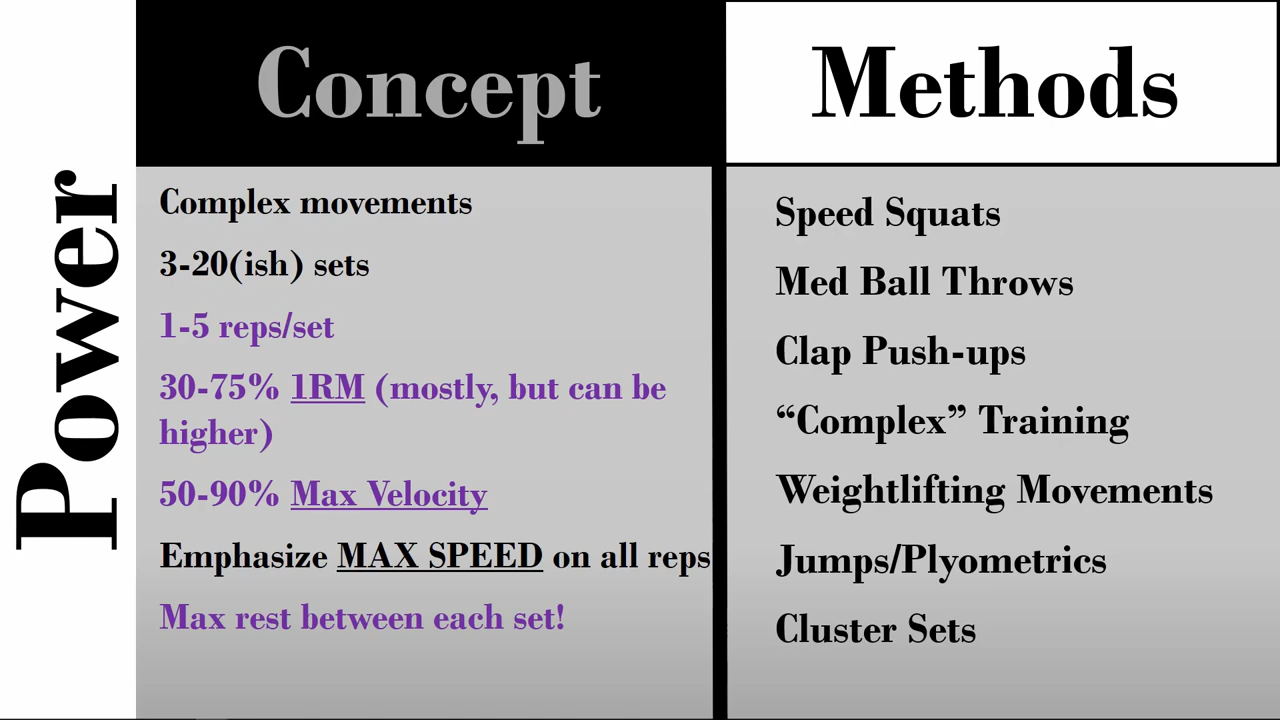 Power
Concept
Complex movements
3-20(ish) sets
1-5 reps/set
30-75% 1RM (mostly, but can be
higher)
50-90% Max Velocity
Emphasize MAX SPEED on all reps
Max rest between each set!
Methods
Speed Squats
Med Ball Throws
Clap Push-ups
“Complex” Training
Weightlifting Movements
Jumps/Plyometrics
Cluster Sets